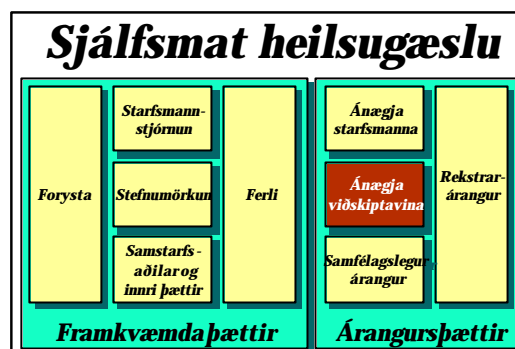 Sjálfsmat heilsugæslu
Forysta
Starfsmann-
stjórnun
Stefnumörkun
Samstarfs-
aðilar og
innri þættir
Ferli
Framkvæmdaþættir
Ánægja
starfsmanna
Ánægja
viðskiptavina
Samfélagslegur
árangur
Rekstrar-
árangur
Árangursþættir